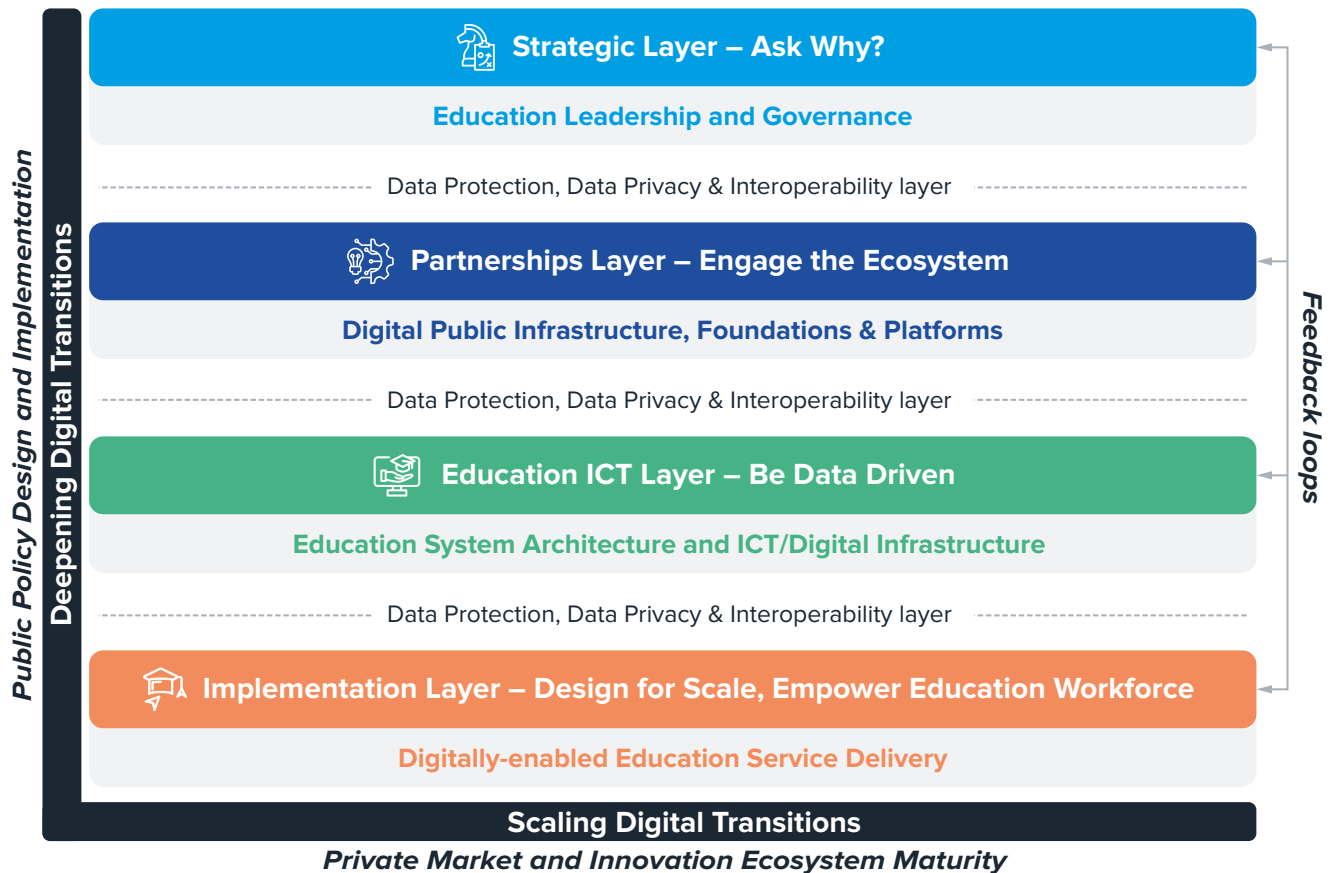 Strategic Layer – Ask Why?
Education Leadership and Governance
Data Protection, Data Privacy & Interoperability layer
Partnerships Layer – Engage the Ecosystem
Digital Public Infrastructure, Foundations & Platforms
Data Protection, Data Privacy & Interoperability layer
Education ICT Layer – Be Data Driven
Education System Architecture and ICT/Digital Infrastructure
Data Protection, Data Privacy & Interoperability layer
Implementation Layer – Design for Scale, Empower Education Workforce
Digitally-enabled Education Service Delivery
Public Policy Design and Implementation
Deepening Digital Transitions
Feedback loops
Scaling Digital Transitions
Private Market and Innovation Ecosystem Maturity